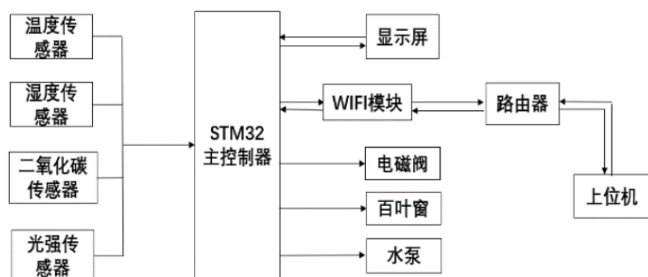 温度传
感器
湿度传
感器
二氧化碳
传感器
光强传
感器
STM32
主控制器
显示屏
WIFI模块
路由器
电磁阀
百叶窗
水泵
上位机